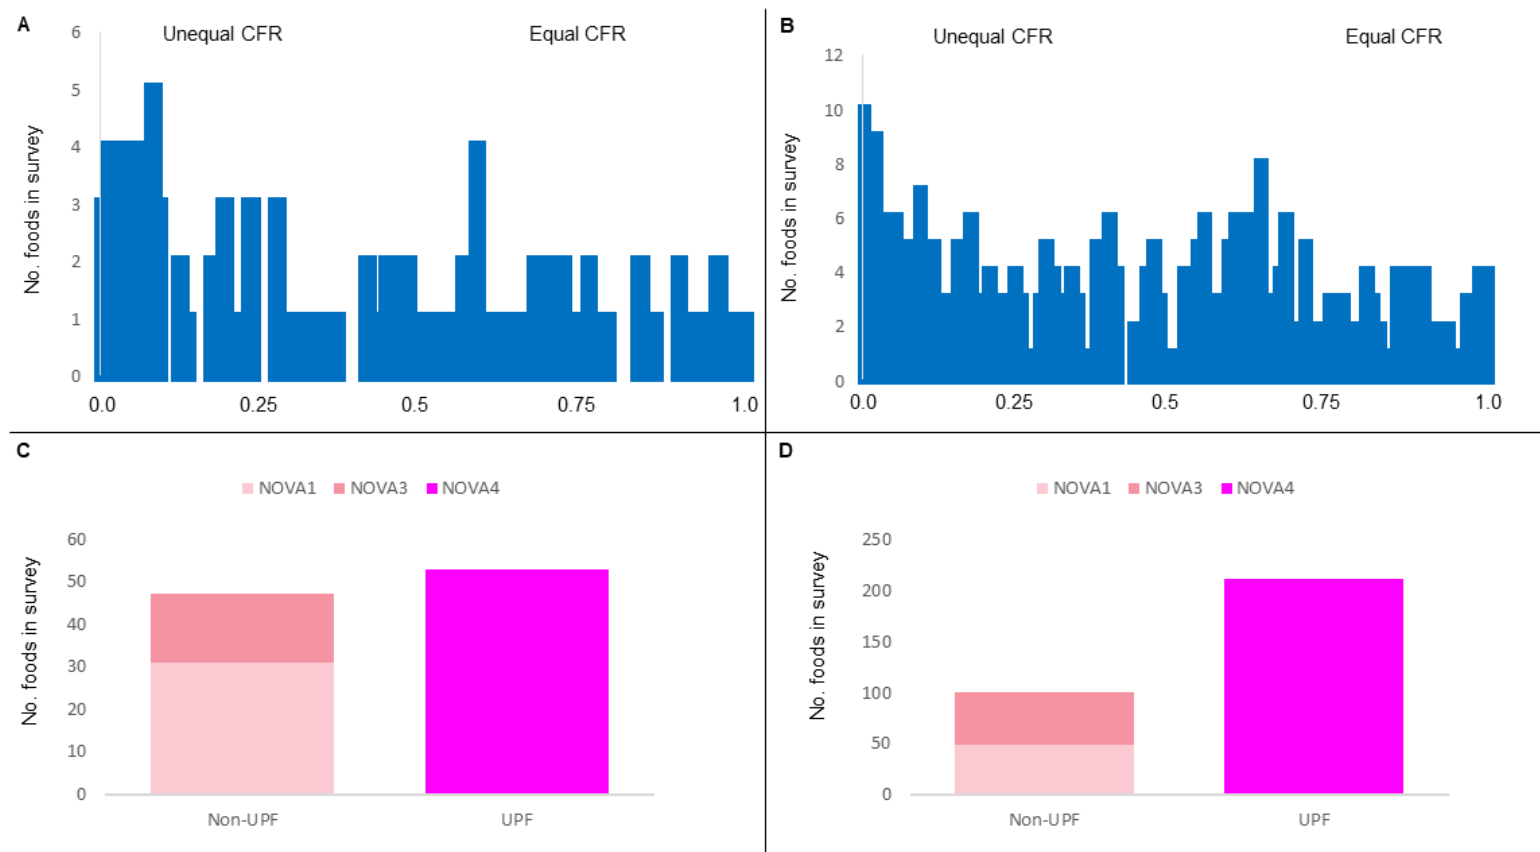 A
Unequal CFR Equal CFR
No. foods in survey
6
5
4
3
2
1
0
0.0 0.25 0.5 0.75 1.0
B
Unequal CFR Equal CFR
No. foods in survey
12
10
8
6
4
2
0
0.0 0.25 0.5 0.75 1.0
C
NOVA1 NOVA3 NOVA4
No. foods in survey
60
50
40
30
20
10
0
Non-UPF UPF
D
NOVA1 NOVA3 NOVA4
No. foods in survey
250
200
150
100
50
0
Non-UPF UPF